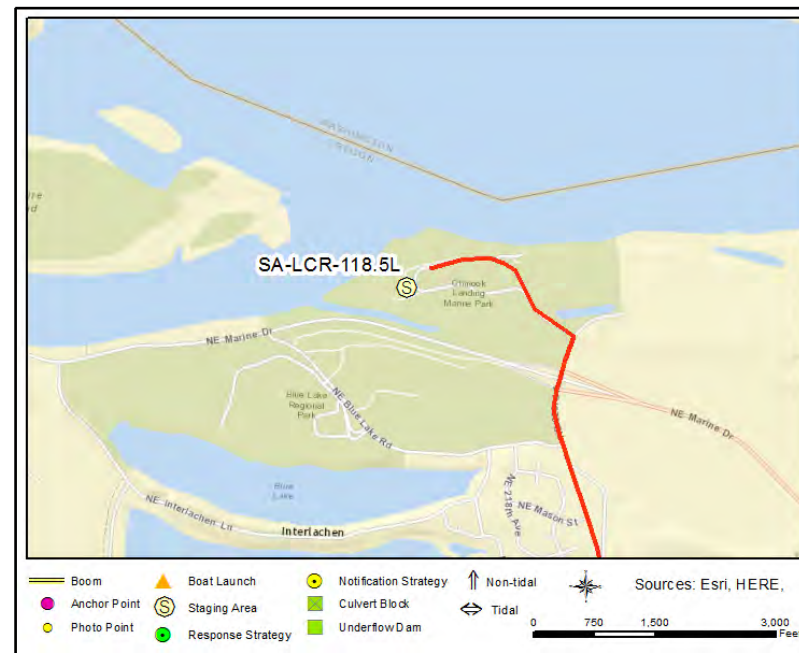 WASHINGTON
OREGON
SA-LCR-118.5L
Chinook
Landing
Marine Park
NE Marine Dr
Blue Lake
Regional
Park
NE Blue Lake Rd
NE Marine Dr
Blue
Lake
NE 218th Ave
NE Mason St
NE Interlachen Ln
Interlachen
Boom
Boat Launch
Notification Strategy
Non-tidal
Sources: Esri, HERE,
Anchor Point
S Staging Area
Culvert Block
Tidal
Photo Point
Response Strategy
Underflow Dam
0 750 1,500 3,000
Feet